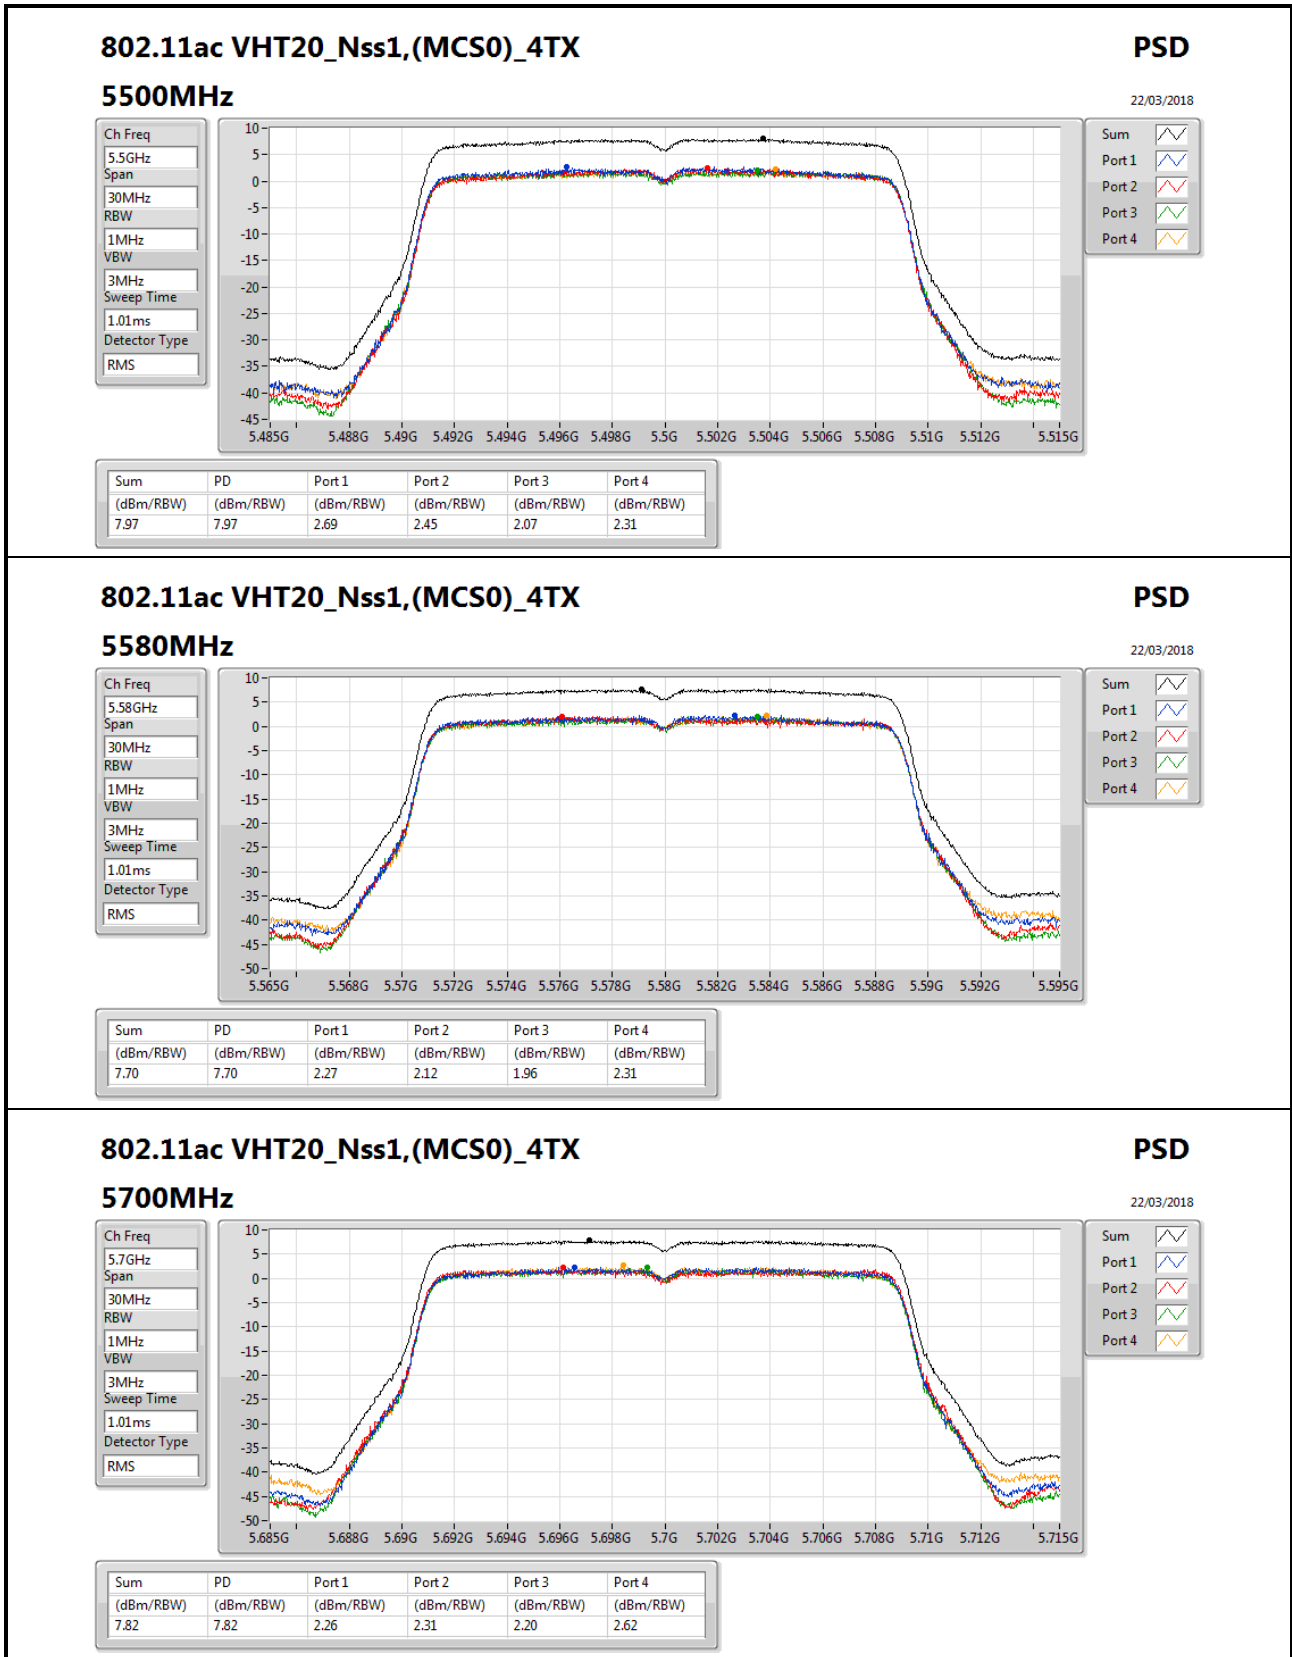 802.11ac VHT20_Nss1,(MCS0)_4TX PSD
5500MHz 22/03/2018
Ch Freq
5.5GHz
Span
30MHz
RBW
1MHz
VBW
3MHz
Sweep Time
1.01ms
Detector Type
RMS
10
5
0
-5
-10
-15
-20
-25
-30
-35
-40
-45
5.485G 5.488G 5.49G 5.492G 5.494G 5.496G 5.498G 5.5G 5.502G 5.504G 5.506G 5.508G 5.51G 5.512G 5.515G
Sum
Port 1
Port 2
Port 3
Port 4
Sum PD Port 1 Port 2 Port 3 Port 4
(dBm/RBW) (dBm/RBW) (dBm/RBW) (dBm/RBW) (dBm/RBW) (dBm/RBW)
7.97 7.97 2.69 2.45 2.07 2.31
802.11ac VHT20_Nss1,(MCS0)_4TX PSD
5580MHz 22/03/2018
Ch Freq
5.58GHz
Span
30MHz
RBW
1MHz
VBW
3MHz
Sweep Time
1.01ms
Detector Type
RMS
10
5
0
-5
-10
-15
-20
-25
-30
-35
-40
-45
-50
5.565G 5.568G 5.57G 5.572G 5.574G 5.576G 5.578G 5.58G 5.582G 5.584G 5.586G 5.588G 5.59G 5.592G 5.595G
Sum
Port 1
Port 2
Port 3
Port 4
Sum PD Port 1 Port 2 Port 3 Port 4
(dBm/RBW) (dBm/RBW) (dBm/RBW) (dBm/RBW) (dBm/RBW) (dBm/RBW)
7.70 7.70 2.27 2.12 1.96 2.31
802.11ac VHT20_Nss1,(MCS0)_4TX PSD
5700MHz 22/03/2018
Ch Freq
5.7GHz
Span
30MHz
RBW
1MHz
VBW
3MHz
Sweep Time
1.01ms
Detector Type
RMS
10
5
0
-5
-10
-15
-20
-25
-30
-35
-40
-45
-50
5.685G 5.688G 5.69G 5.692G 5.694G 5.696G 5.698G 5.7G 5.702G 5.704G 5.706G 5.708G 5.71G 5.712G 5.715G
Sum
Port 1
Port 2
Port 3
Port 4
Sum PD Port 1 Port 2 Port 3 Port 4
(dBm/RBW) (dBm/RBW) (dBm/RBW) (dBm/RBW) (dBm/RBW) (dBm/RBW)
7.82 7.82 2.26 2.31 2.20 2.62